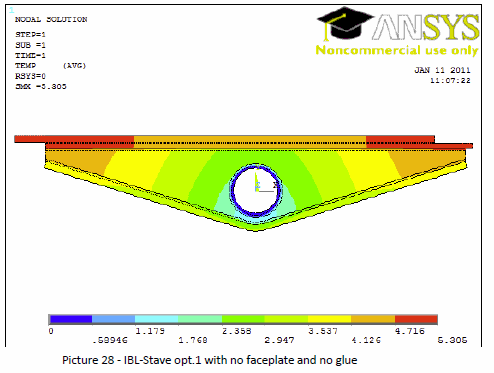 1
NODAL SOLUTION
STEP=1
SUB =1
TIME=1
TEMP (AVG)
RSYS=0
SMX =5.305
ANSYS
Noncommercial use only
JAN 11 2011
11:07:22
X
0 1.179 2.358 3.537 4.716
.58946 1.768 2.947 4.126 5.305
Picture 28 - IBL-Stave opt.1 with no faceplate and no glue